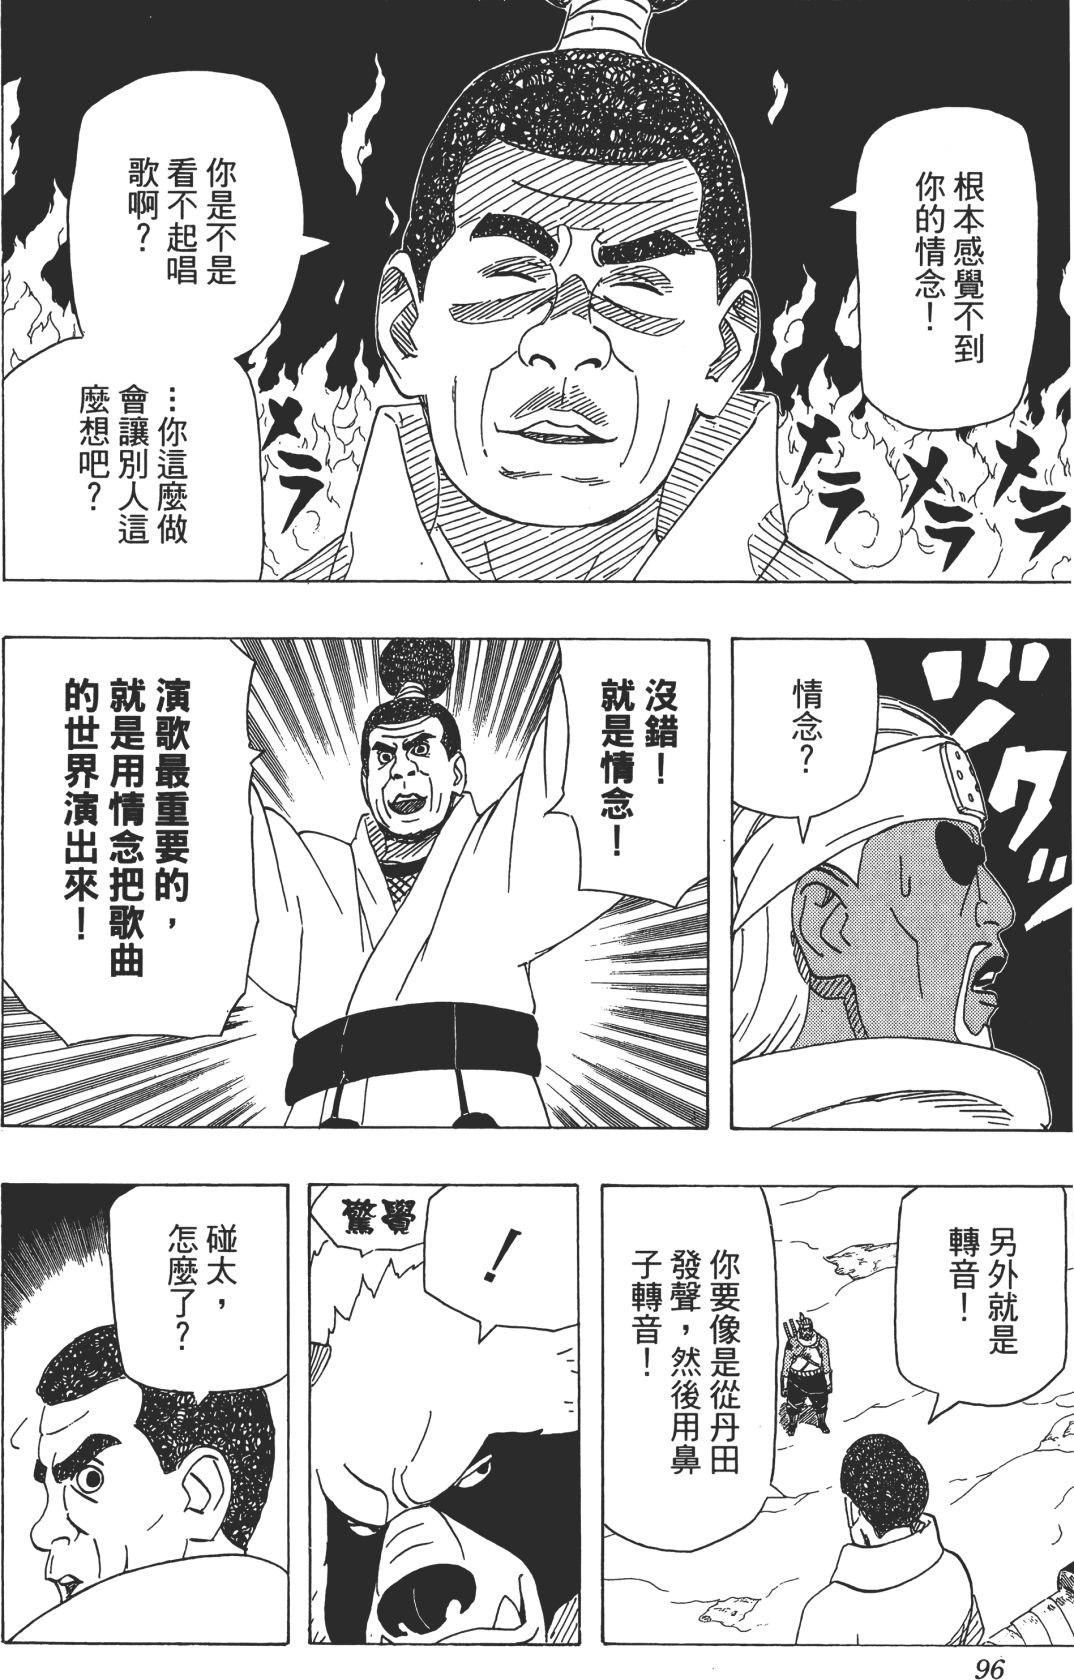 根本感覺不到
你的情念！
你是不是
看不起唱
歌啊？
…你這麼做
會讓別人這
麼想吧？
メラ
メラ
メラ
メラ
情念？
ゾクッ
沒錯！
就是情念！
演歌最重要的，
就是用情念把歌曲
的世界演出來！
另外就是
轉音！
你要像是從丹田
發聲，然後用鼻
子轉音！
！
驚覺
碰太，
怎麼了？
96